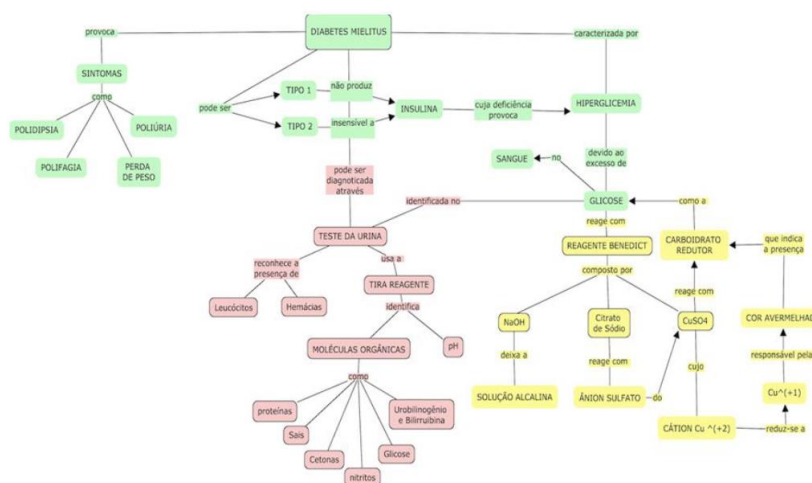 DIABETES MIELITUS
provoca
caracterizada por
SINTOMAS
como
POLIDIPSIA
POLIÚRIA
POLIFAGIA
PERDA
DE PESO
pode ser
TIPO 1
não produz
TIPO 2
insensível a
INSULINA
cuja deficiência
provoca
HIPERGLICEMIA
devido ao
excesso de
SANGUE
no
GLICOSE
pode ser
diagnoticada
através
identificada no
TESTE DA URINA
reconhece a
presença de
Leucócitos
Hemácias
usa a
TIRA REAGENTE
identifica
MOLÉCULAS ORGÂNICAS
pH
como
proteínas
Sais
Cetonas
nitritos
Glicose
Urobilinogênio
e Bilirruibina
reage com
REAGENTE BENEDICT
composto por
NaOH
deixa a
SOLUÇÃO ALCALINA
Citrato
de Sódio
reage com
ÂNION SULFATO
do
CuSO4
reage com
CARBOIDRATO
REDUTOR
como a
cujo
CÁTION Cu ^(+2)
reduz-se a
Cu^(+1)
responsável pela
COR AVERMELHAD
que indica
a presença